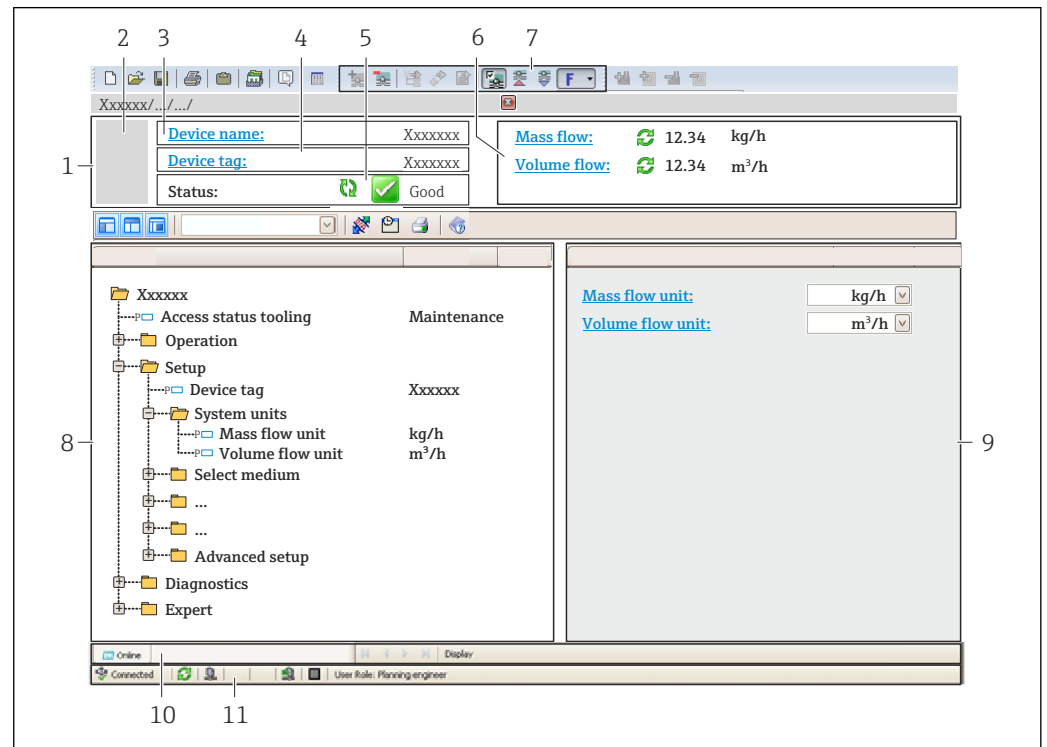 2 3 4 5 6 7
F
Xxxxxx/.../.../
1
Device name: Xxxxxxx
Device tag: Xxxxxxx
Status: Good
Mass flow: 12.34 kg/h
Volume flow: 12.34 m³/h
Xxxxxx
P Access status tooling Maintenance
Operation
Setup
P Device tag Xxxxxx
System units
P Mass flow unit kg/h
P Volume flow unit m³/h
Select medium
...
...
Advanced setup
Diagnostics
Expert
8
Mass flow unit: kg/h
Volume flow unit: m³/h
9
Online Display
Connected User Role: Planning engineer
10 11